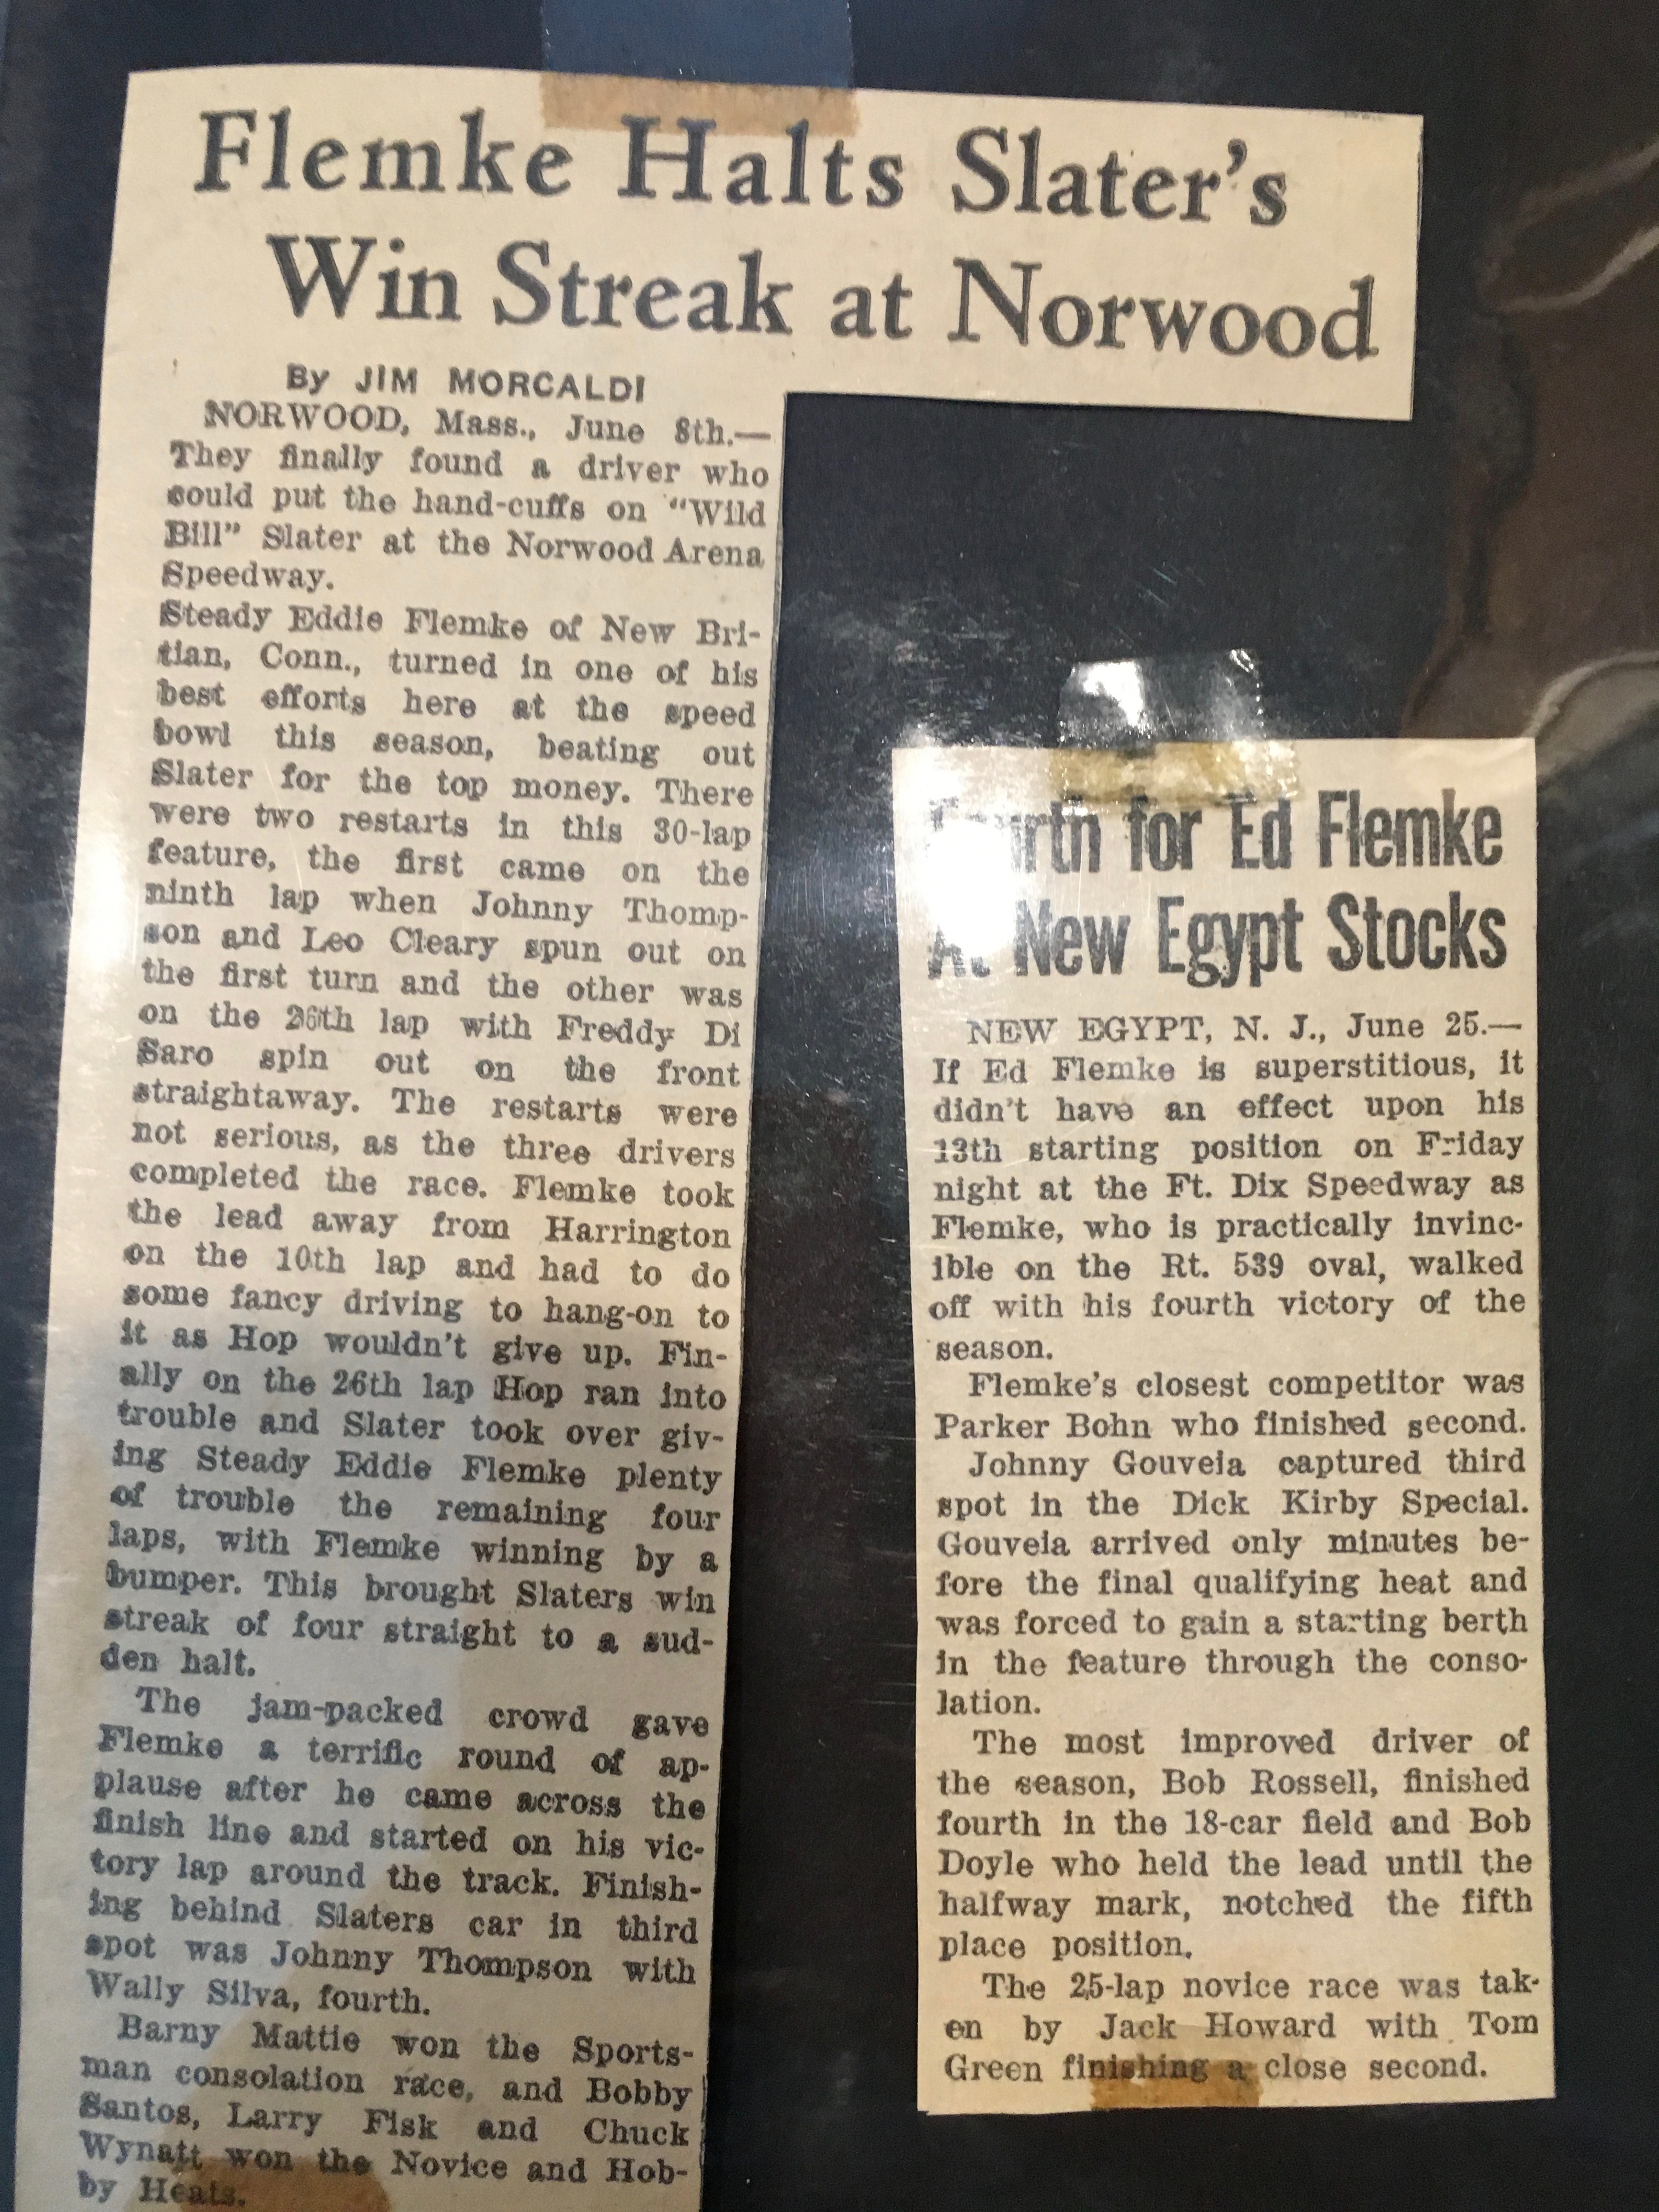 Flemke Halts Slater's
Win Streak at Norwood
By JIM MORCALDI
NORWOOD, Mass., June 8th.—
They finally found a driver who
could put the hand-cuffs on "Wild
Bill" Slater at the Norwood Arena
Speedway.
Steady Eddie Flemke of New Bri-
tian, Conn., turned in one of his
best efforts here at the speed
bowl this season, beating out
Slater for the top money. There
were two restarts in this 30-lap
feature, the first came on the
ninth lap when Johnny Thomp-
son and Leo Cleary spun out on
the first turn and the other was
on the 26th lap with Freddy Di
Saro spin out on the front
straightaway. The restarts were
not serious, as the three drivers
completed the race. Flemke took
the lead away from Harrington
on the 10th lap and had to do
some fancy driving to hang-on to
it as Hop wouldn't give up. Fin-
ally on the 26th lap Hop ran into
trouble and Slater took over giv-
ing Steady Eddie Flemke plenty
of trouble the remaining four
laps, with Flemke winning by a
bumper. This brought Slaters win
streak of four straight to a sud-
den halt.
The jam-packed crowd gave
Flemke a terrific round of ap-
plause after he came across the
finish line and started on his vic-
tory lap around the track. Finish-
ing behind Slaters car in third
spot was Johnny Thompson with
Wally Silva, fourth.
Barny Mattie won the Sports-
man consolation race, and Bobby
Santos, Larry Fisk and Chuck
Wynatt won the Novice and Hob-
by Heats.
Fourth for Ed Flemke
At New Egypt Stocks
NEW EGYPT, N. J., June 25.—
If Ed Flemke is superstitious, it
didn't have an effect upon his
13th starting position on Friday
night at the Ft. Dix Speedway as
Flemke, who is practically invinc-
ible on the Rt. 539 oval, walked
off with his fourth victory of the
season.
Flemke's closest competitor was
Parker Bohn who finished second.
Johnny Gouveia captured third
spot in the Dick Kirby Special.
Gouveia arrived only minutes be-
fore the final qualifying heat and
was forced to gain a starting berth
in the feature through the conso-
lation.
The most improved driver of
the season, Bob Rossell, finished
fourth in the 18-car field and Bob
Doyle who held the lead until the
halfway mark, notched the fifth
place position.
The 25-lap novice race was tak-
en by Jack Howard with Tom
Green finishing a close second.